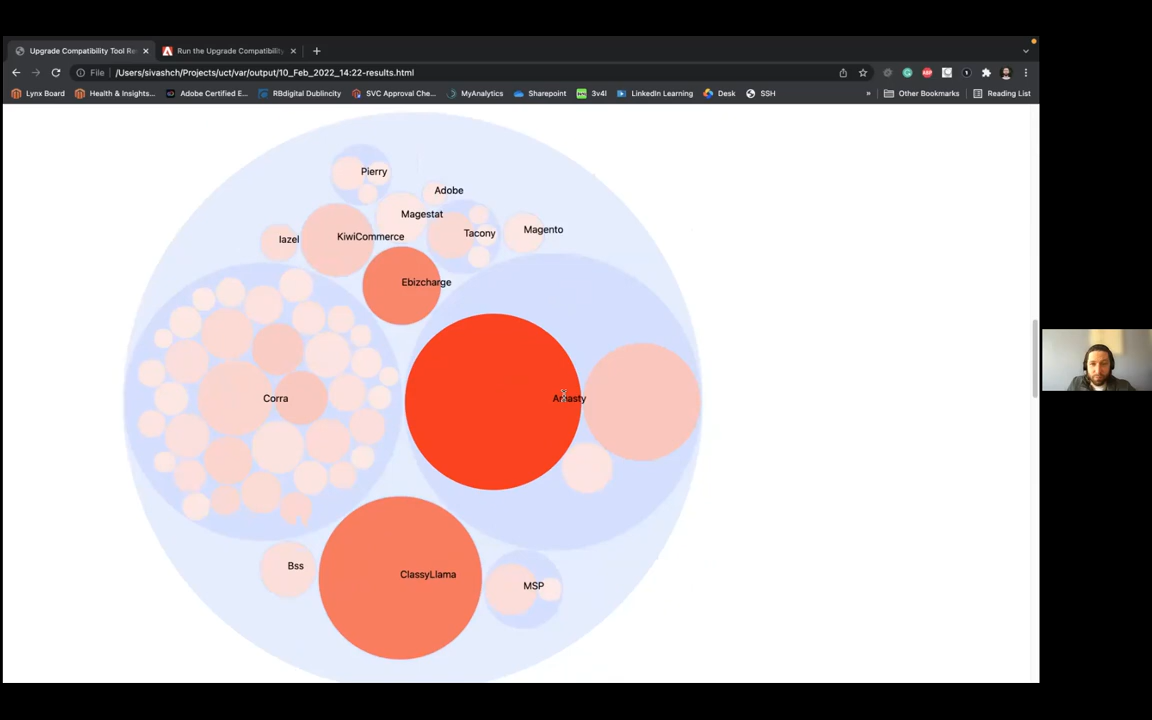 Upgrade Compatibility Tool Re
Run the Upgrade Compatibility
File
/Users/sivashch/Projects/uct/var/output/10_Feb_2022_14:22-results.html
Lynx Board
Health & Insights...
Adobe Certified E...
RBdigital Dublincity
SVC Approval Che...
MyAnalytics
Sharepoint
3v4l
LinkedIn Learning
Desk
SSH
»
Other Bookmarks
Reading List
Pierry
Adobe
Magestat
Tacony
Magento
Iazel
KiwiCommerce
Ebizcharge
Corra
Amasty
Bss
ClassyLlama
MSP